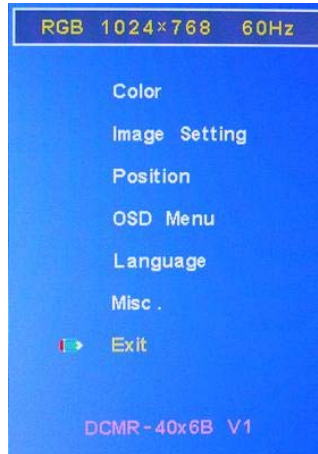 RGB 1024×768 60Hz
Color
Image Setting
Position
OSD Menu
Language
Misc.
Exit
DCMR-40x6B V1